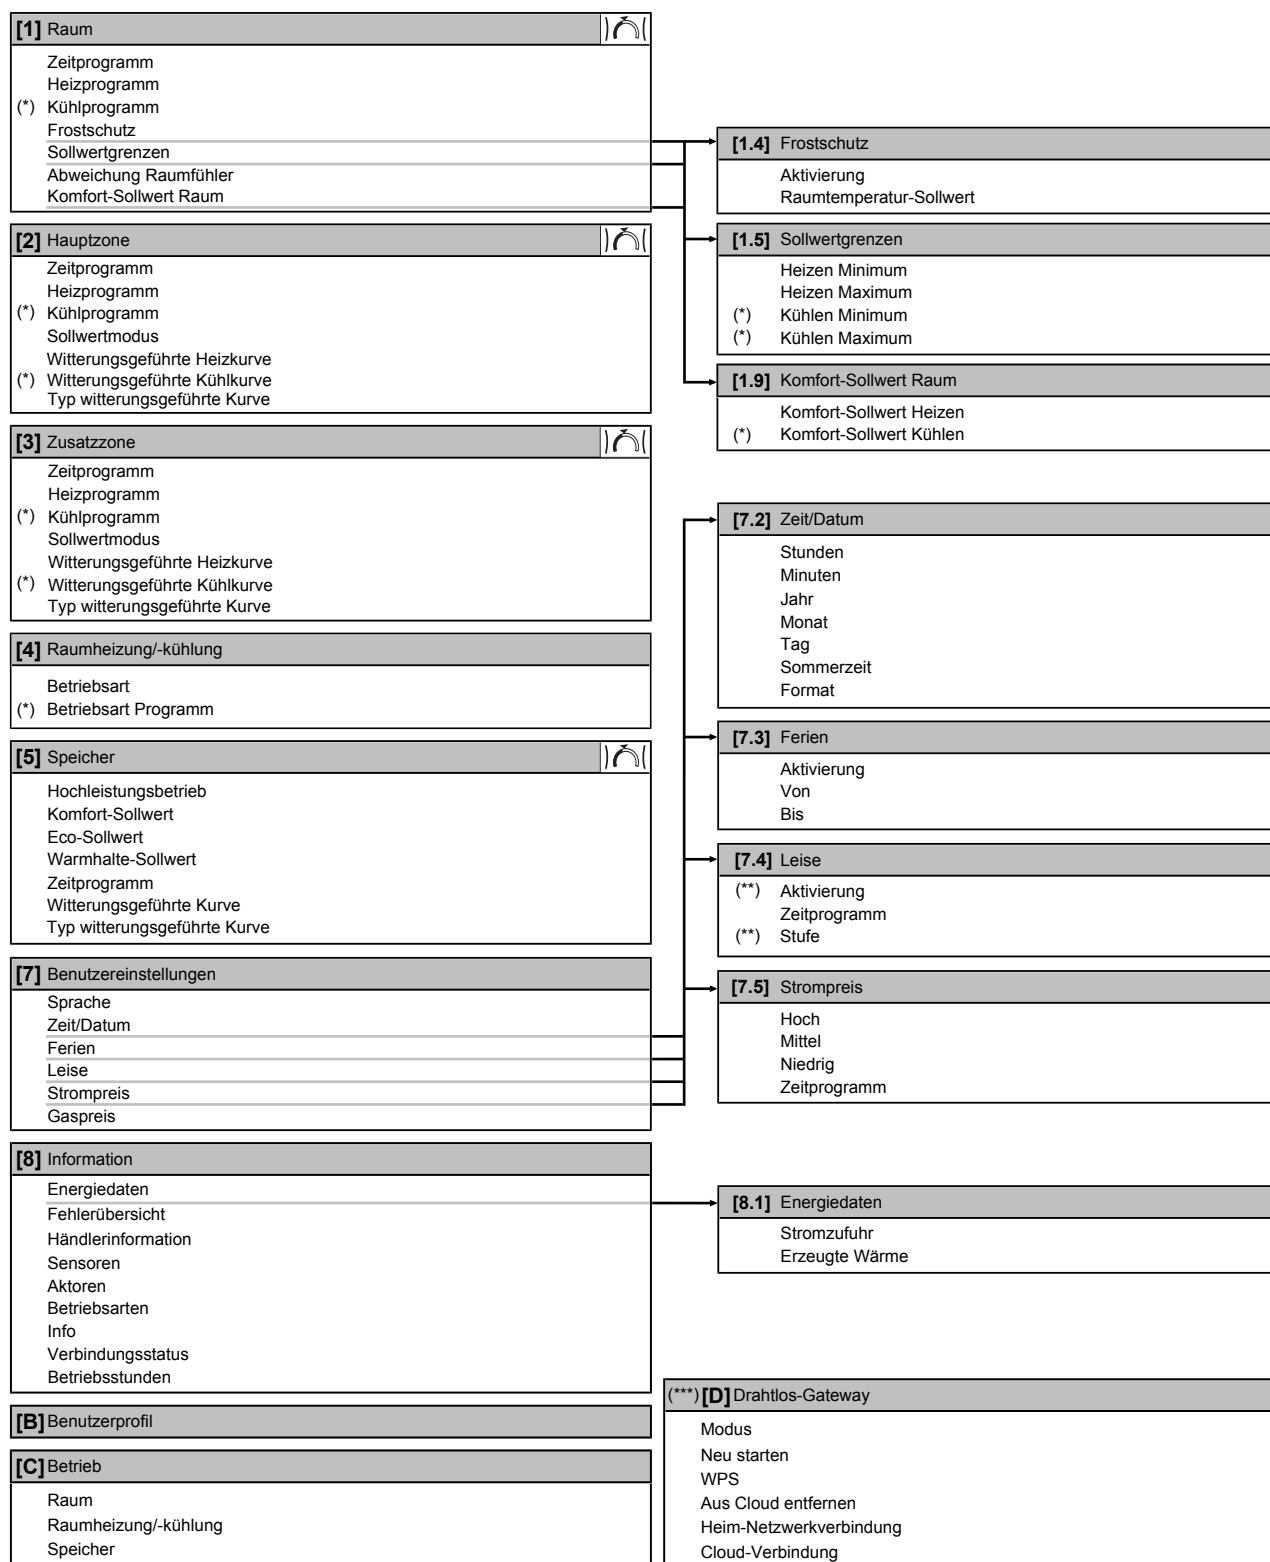 [1] Raum
Zeitprogramm
Heizprogramm
(*) Kühlprogramm
Frostschutz
Sollwertgrenzen
Abweichung Raumfühler
Komfort-Sollwert Raum
[2] Hauptzone
Zeitprogramm
Heizprogramm
(*) Kühlprogramm
Sollwertmodus
Witterungsgeführte Heizkurve
(*) Witterungsgeführte Kühlkurve
Typ witterungsgeführte Kurve
[3] Zusatzzone
Zeitprogramm
Heizprogramm
(*) Kühlprogramm
Sollwertmodus
Witterungsgeführte Heizkurve
(*) Witterungsgeführte Kühlkurve
Typ witterungsgeführte Kurve
[4] Raumheizung/-kühlung
Betriebsart
(*) Betriebsart Programm
[5] Speicher
Hochleistungsbetrieb
Komfort-Sollwert
Eco-Sollwert
Warmhalte-Sollwert
Zeitprogramm
Witterungsgeführte Kurve
Typ witterungsgeführte Kurve
[7] Benutzereinstellungen
Sprache
Zeit/Datum
Ferien
Leise
Strompreis
Gaspreis
[8] Information
Energiedaten
Fehlerübersicht
Händlerinformation
Sensoren
Aktoren
Betriebsarten
Info
Verbindungsstatus
Betriebsstunden
[B] Benutzerprofil
[C] Betrieb
Raum
Raumheizung/-kühlung
Speicher
[1.4] Frostschutz
Aktivierung
Raumtemperatur-Sollwert
[1.5] Sollwertgrenzen
Heizen Minimum
Heizen Maximum
(*) Kühlen Minimum
(*) Kühlen Maximum
[1.9] Komfort-Sollwert Raum
Komfort-Sollwert Heizen
(*) Komfort-Sollwert Kühlen
[7.2] Zeit/Datum
Stunden
Minuten
Jahr
Monat
Tag
Sommerzeit
Format
[7.3] Ferien
Aktivierung
Von
Bis
[7.4] Leise
(**) Aktivierung
Zeitprogramm
(**) Stufe
[7.5] Strompreis
Hoch
Mittel
Niedrig
Zeitprogramm
[8.1] Energiedaten
Stromzufuhr
Erzeugte Wärme
(***) [D] Drahtlos-Gateway
Modus
Neu starten
WPS
Aus Cloud entfernen
Heim-Netzwerkverbindung
Cloud-Verbindung